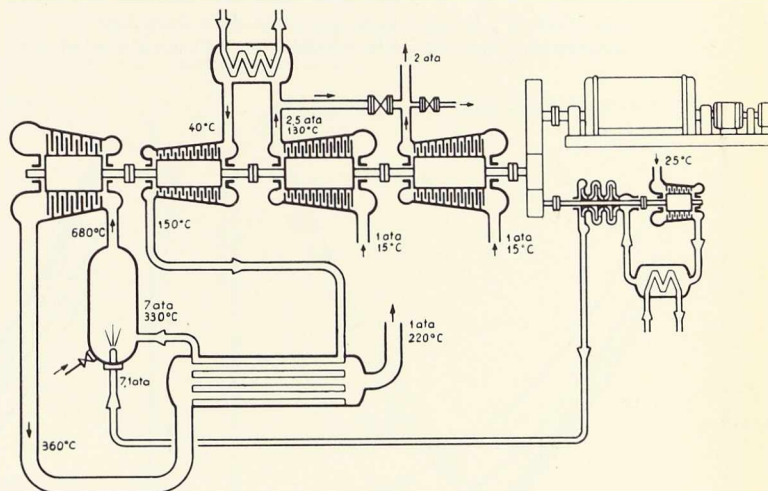 2 ata
40°C
2,5 ata
130°C
25°C
680°C
150°C
1 ata
15°C
1 ata
15°C
7 ata
330°C
1 ata
220°C
7,1 ata
360°C